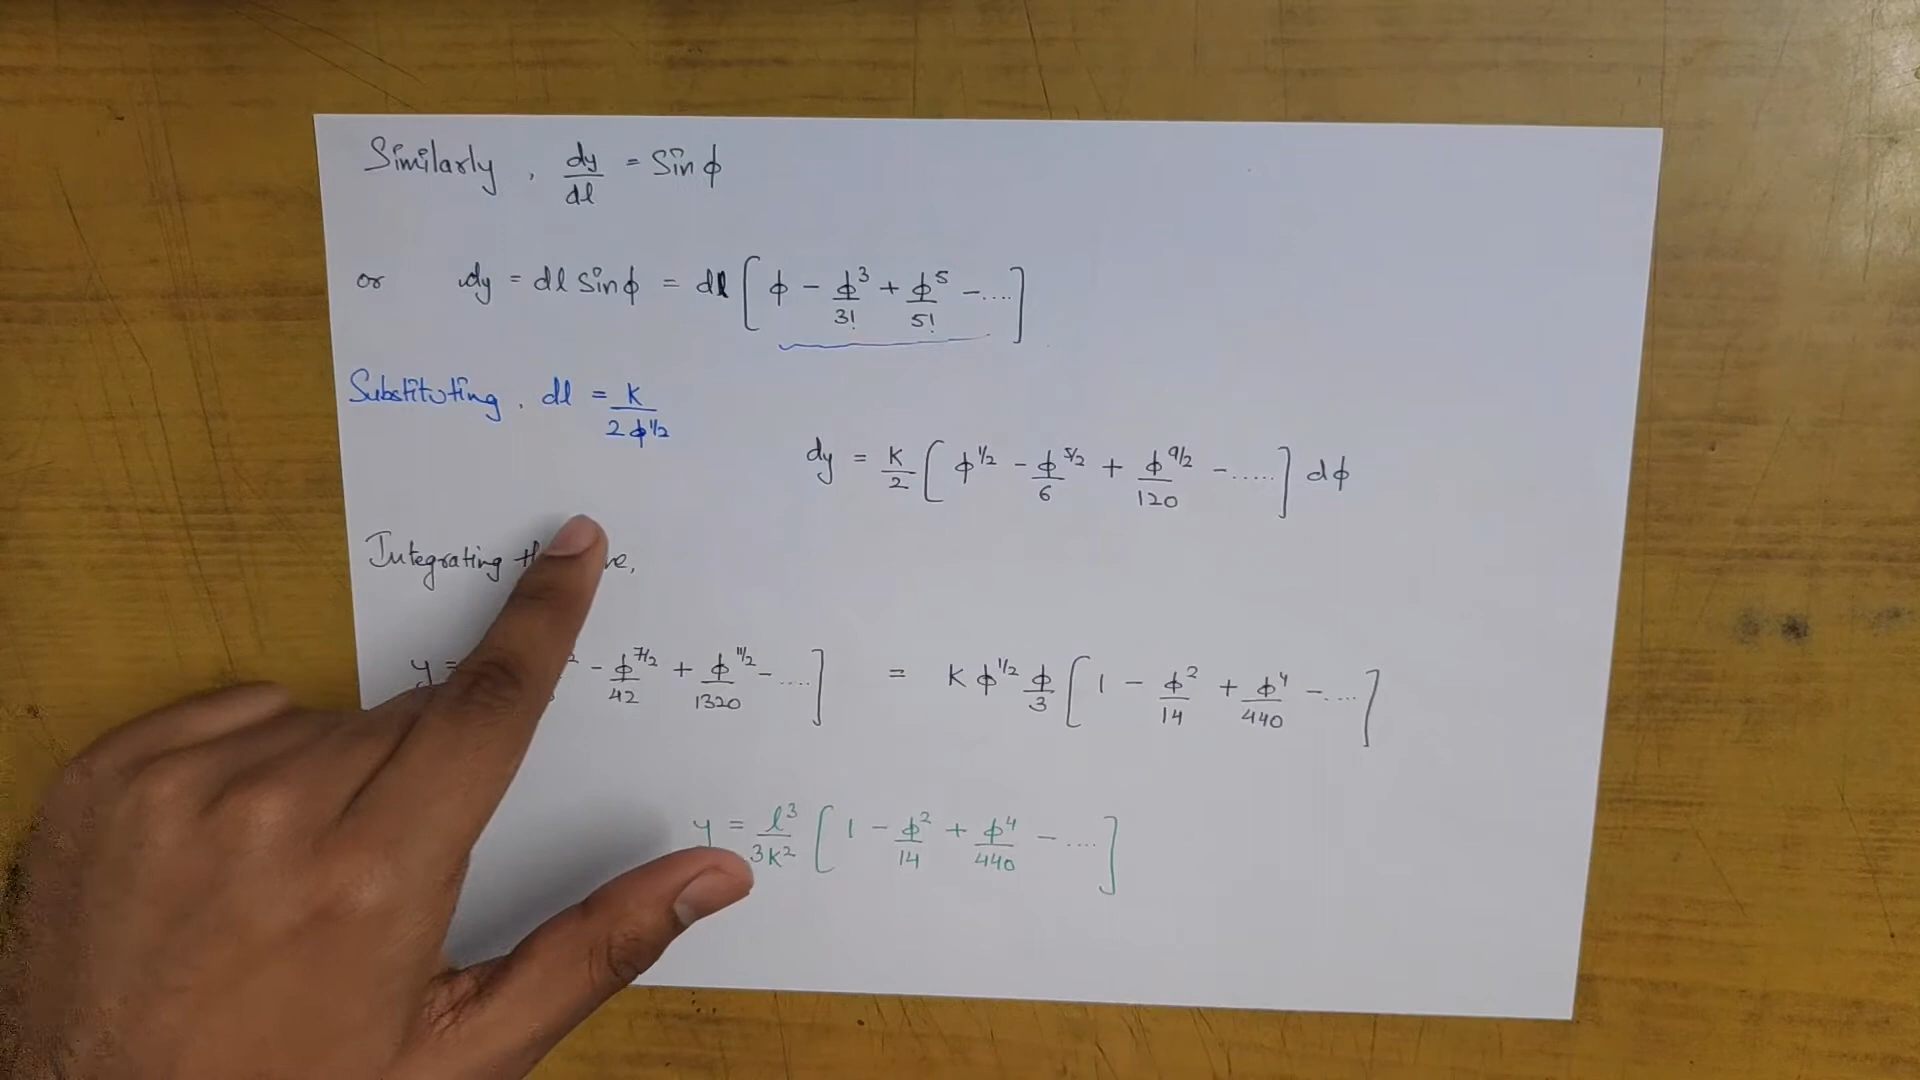 Similarly, dy/dl = Sin ϕ
or dy = dl Sin ϕ = dl [ ϕ - ϕ³/3! + ϕ⁵/5! - .... ]
Substituting, dl = K/2ϕ^1/2
dy = K/2 [ ϕ^1/2 - ϕ^5/2/6 + ϕ^9/2/120 - ..... ] dϕ
Integrating
y = - ϕ^7/2/42 + ϕ^11/2/1320 - .... ] = K ϕ^1/2 ϕ/3 [ 1 - ϕ²/14 + ϕ⁴/440 - .... ]
y = l³/3K² [ 1 - ϕ²/14 + ϕ⁴/440 - .... ]